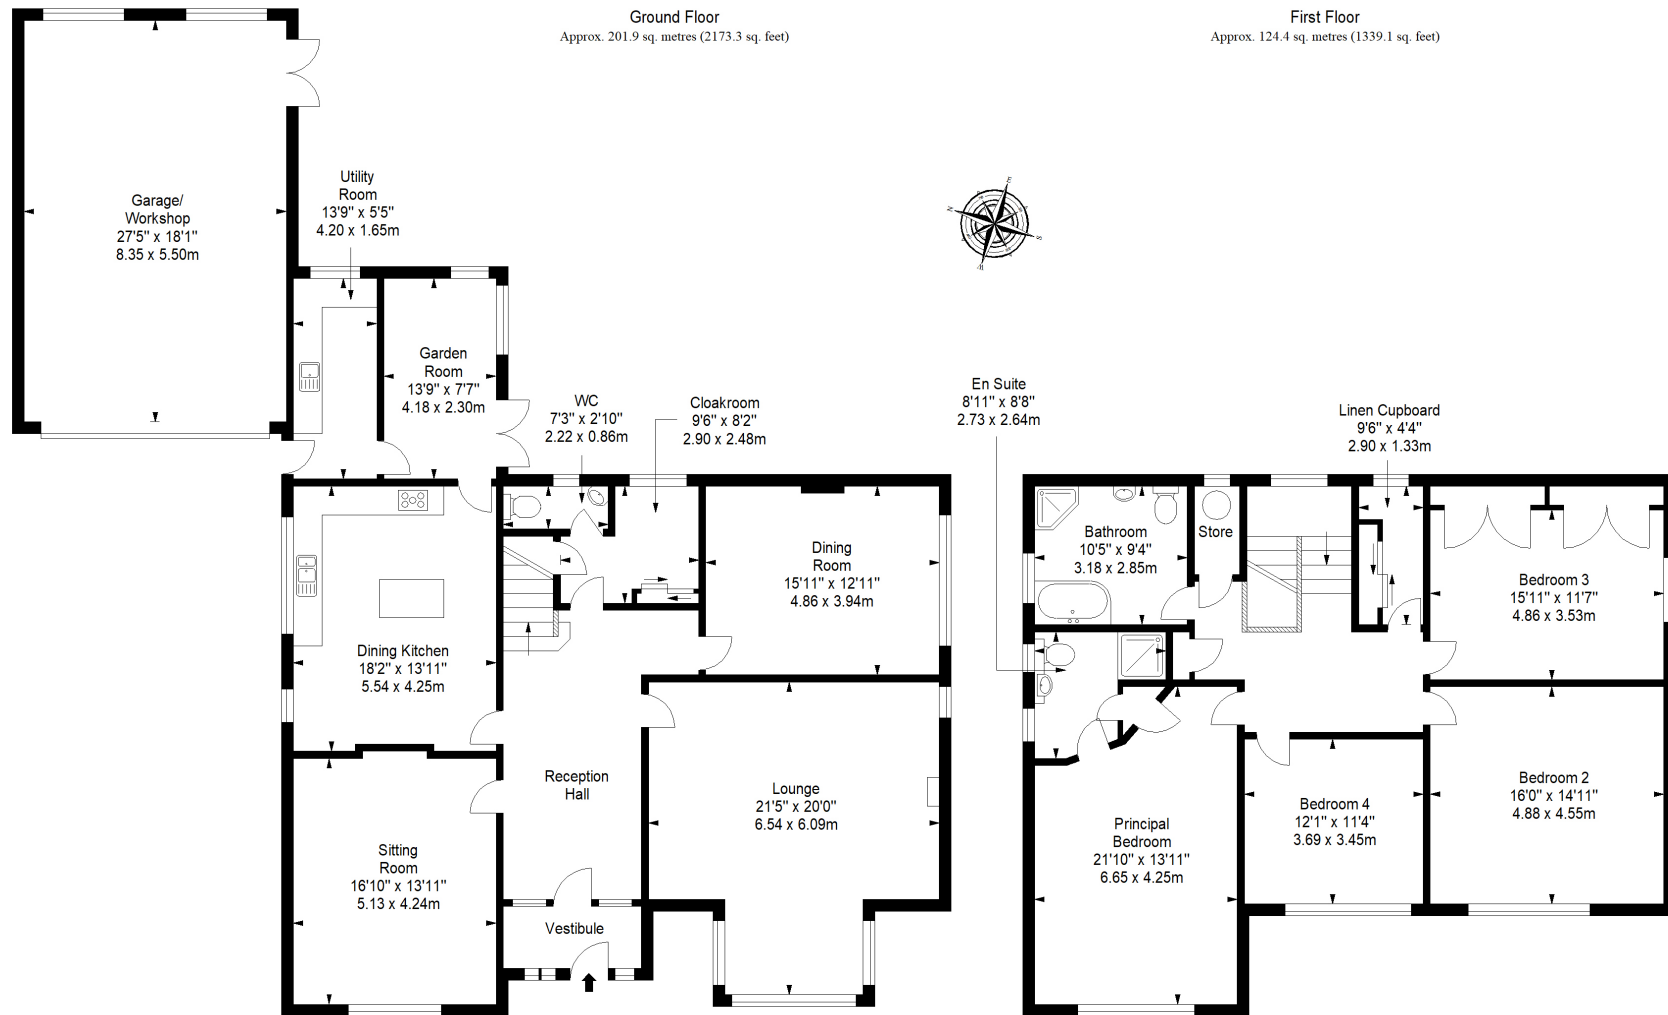 Ground Floor
Approx. 201.9 sq. metres (2173.3 sq. feet)
First Floor
Approx. 124.4 sq. metres (1339.1 sq. feet)
Garage/
Workshop
27'5" x 18'1"
8.35 x 5.50m
Utility
Room
13'9" x 5'5"
4.20 x 1.65m
Garden
Room
13'9" x 7'7"
4.18 x 2.30m
WC
7'3" x 2'10"
2.22 x 0.86m
Cloakroom
9'6" x 8'2"
2.90 x 2.48m
Dining
Room
15'11" x 12'11"
4.86 x 3.94m
Dining Kitchen
18'2" x 13'11"
5.54 x 4.25m
Reception
Hall
Lounge
21'5" x 20'0"
6.54 x 6.09m
Sitting
Room
16'10" x 13'11"
5.13 x 4.24m
Vestibule
E
N
S
W
En Suite
8'11" x 8'8"
2.73 x 2.64m
Linen Cupboard
9'6" x 4'4"
2.90 x 1.33m
Bathroom
10'5" x 9'4"
3.18 x 2.85m
Store
Bedroom 3
15'11" x 11'7"
4.86 x 3.53m
Bedroom 2
16'0" x 14'11"
4.88 x 4.55m
Bedroom 4
12'1" x 11'4"
3.69 x 3.45m
Principal
Bedroom
21'10" x 13'11"
6.65 x 4.25m